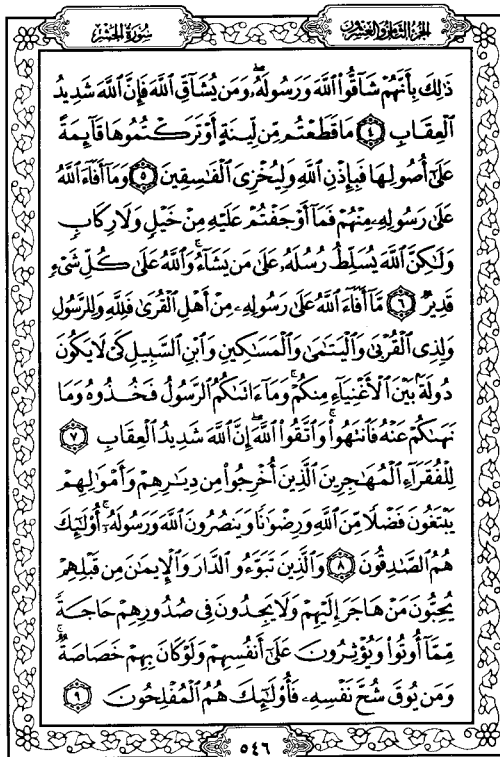 الجزء الثامن والعشرون
سورة الحشر
ذَٰلِكَ بِأَنَّهُمْ شَآقُّوا۟ ٱللَّهَ وَرَسُولَهُۥ ۖ وَمَن يُشَآقِّ ٱللَّهَ فَإِنَّ ٱللَّهَ شَدِيدُ
ٱلْعِقَابِ ﴿٤﴾ مَا قَطَعْتُم مِّن لِّينَةٍ أَوْ تَرَكْتُمُوهَا قَآئِمَةً
عَلَىٰٓ أُصُولِهَا فَبِإِذْنِ ٱللَّهِ وَلِيُخْزِىَ ٱلْفَٰسِقِينَ ﴿٥﴾ وَمَآ أَفَآءَ ٱللَّهُ
عَلَىٰ رَسُولِهِۦ مِنْهُمْ فَمَآ أَوْجَفْتُمْ عَلَيْهِ مِنْ خَيْلٍ وَلَا رِكَابٍ
وَلَٰكِنَّ ٱللَّهَ يُسَلِّطُ رُسُلَهُۥ عَلَىٰ مَن يَشَآءُ ۚ وَٱللَّهُ عَلَىٰ كُلِّ شَىْءٍ
قَدِيرٌ ﴿٦﴾ مَّآ أَفَآءَ ٱللَّهُ عَلَىٰ رَسُولِهِۦ مِنْ أَهْلِ ٱلْقُرَىٰ فَلِلَّهِ وَلِلرَّسُولِ
وَلِذِى ٱلْقُرْبَىٰ وَٱلْيَتَٰمَىٰ وَٱلْمَسَٰكِينِ وَٱبْنِ ٱلسَّبِيلِ كَىْ لَا يَكُونَ
دُولَةًۢ بَيْنَ ٱلْأَغْنِيَآءِ مِنكُمْ ۚ وَمَآ ءَاتَىٰكُمُ ٱلرَّسُولُ فَخُذُوهُ وَمَا
نَهَىٰكُمْ عَنْهُ فَٱنتَهُوا۟ ۚ وَٱتَّقُوا۟ ٱللَّهَ ۖ إِنَّ ٱللَّهَ شَدِيدُ ٱلْعِقَابِ ﴿٧﴾
لِلْفُقَرَآءِ ٱلْمُهَٰجِرِينَ ٱلَّذِينَ أُخْرِجُوا۟ مِن دِيَٰرِهِمْ وَأَمْوَٰلِهِمْ
يَبْتَغُونَ فَضْلًا مِّنَ ٱللَّهِ وَرِضْوَٰنًا وَيَنصُرُونَ ٱللَّهَ وَرَسُولَهُۥٓ ۚ أُو۟لَٰٓئِكَ
هُمُ ٱلصَّٰدِقُونَ ﴿٨﴾ وَٱلَّذِينَ تَبَوَّءُو ٱلدَّارَ وَٱلْإِيمَٰنَ مِن قَبْلِهِمْ
يُحِبُّونَ مَنْ هَاجَرَ إِلَيْهِمْ وَلَا يَجِدُونَ فِى صُدُورِهِمْ حَاجَةً
مِّمَّآ أُوتُوا۟ وَيُؤْثِرُونَ عَلَىٰٓ أَنفُسِهِمْ وَلَوْ كَانَ بِهِمْ خَصَاصَةٌ ۚ
وَمَن يُوقَ شُحَّ نَفْسِهِۦ فَأُو۟لَٰٓئِكَ هُمُ ٱلْمُفْلِحُونَ ﴿٩﴾
٥٤٦